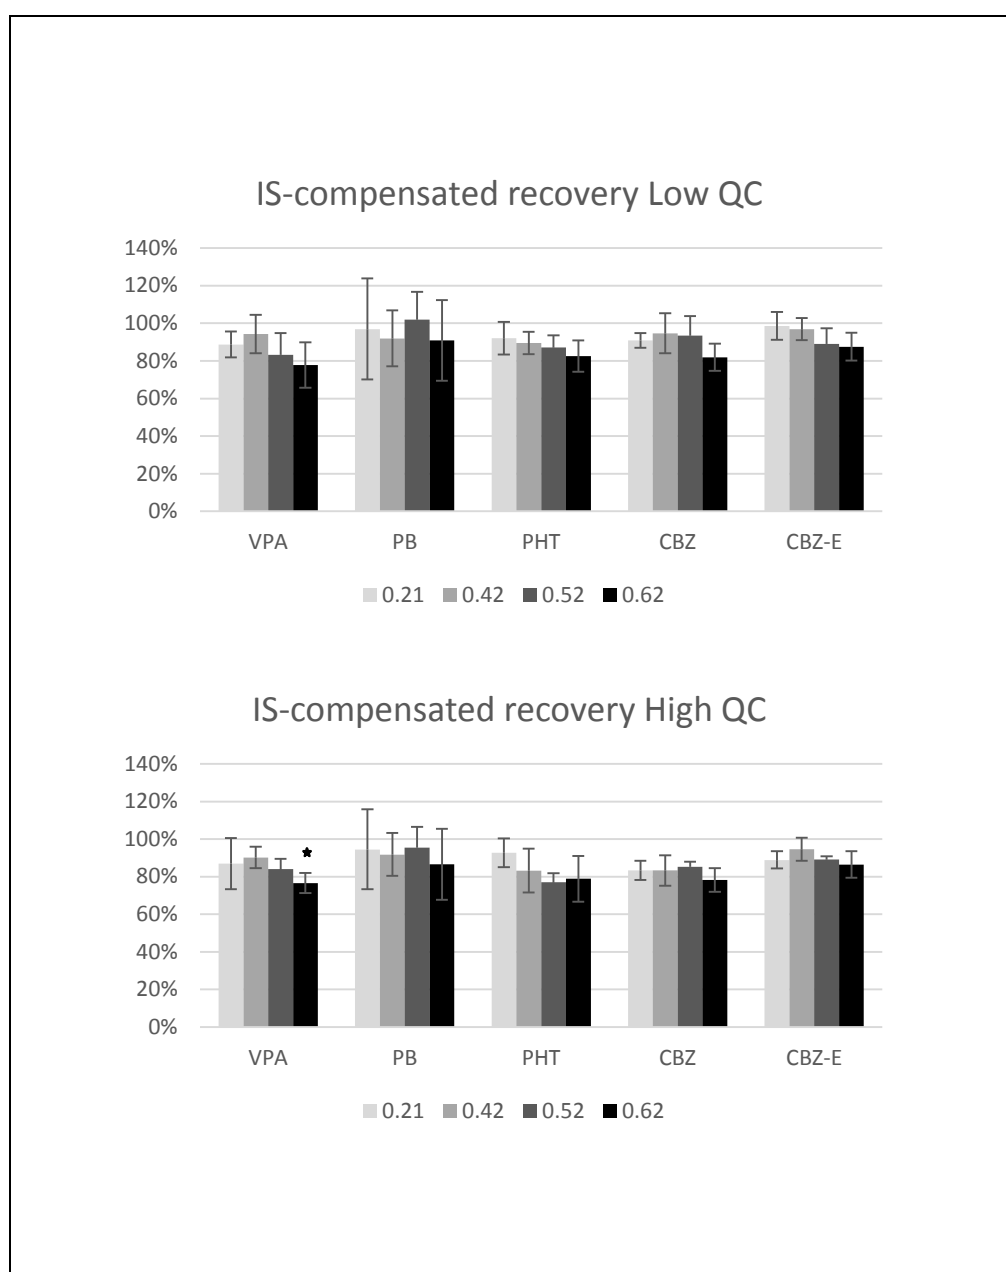 IS-compensated recovery Low QC
140%
120%
100%
80%
60%
40%
20%
0%
VPA PB PHT CBZ CBZ-E
0.21 0.42 0.52 0.62
IS-compensated recovery High QC
140%
120%
100%
80%
60%
40%
20%
0%
VPA PB PHT CBZ CBZ-E
0.21 0.42 0.52 0.62